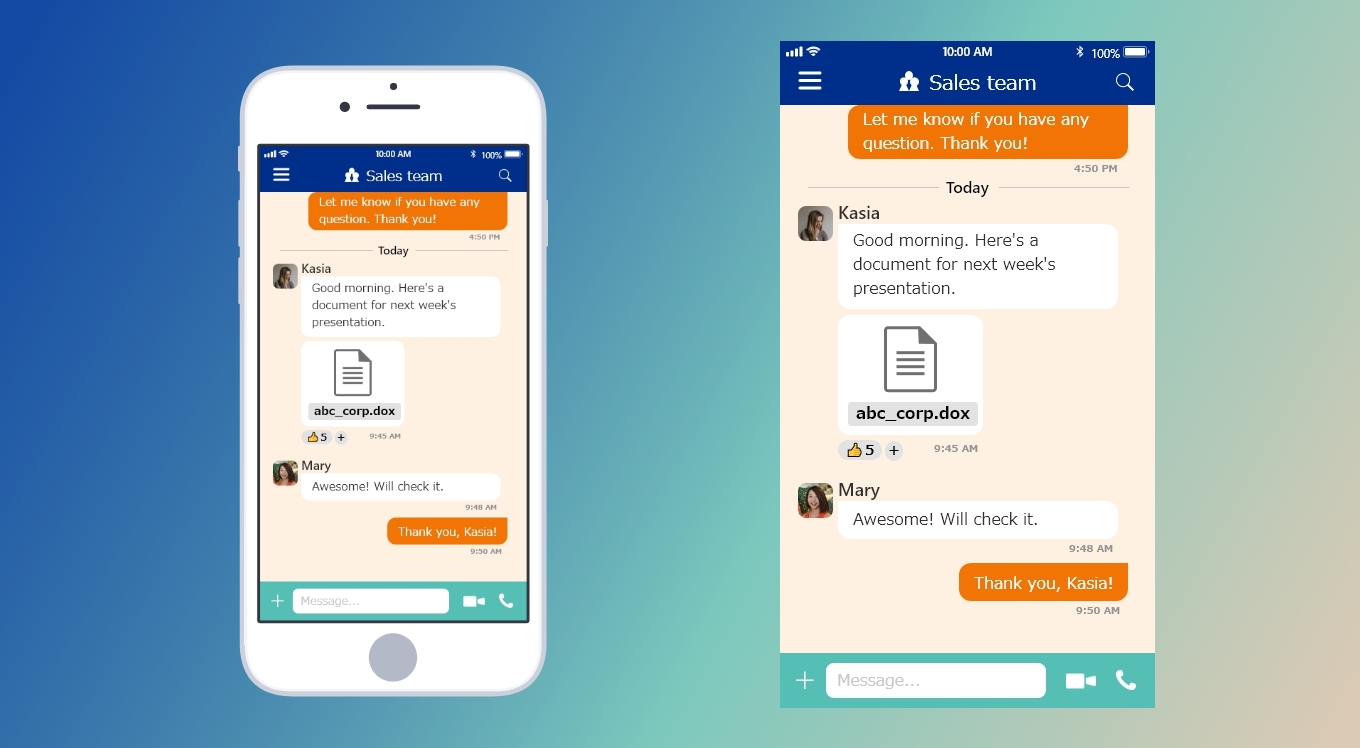 10:00 AM
100%
Sales team
Let me know if you have any
question. Thank you!
4:50 PM
Today
Kasia
Good morning. Here's a
document for next week's
presentation.
abc_corp.dox
5
+
9:45 AM
Mary
Awesome! Will check it.
9:48 AM
Thank you, Kasia!
9:50 AM
Message...
10:00 AM
100%
Sales team
Let me know if you have any
question. Thank you!
4:50 PM
Today
Kasia
Good morning. Here's a
document for next week's
presentation.
abc_corp.dox
5
+
9:45 AM
Mary
Awesome! Will check it.
9:48 AM
Thank you, Kasia!
9:50 AM
Message...